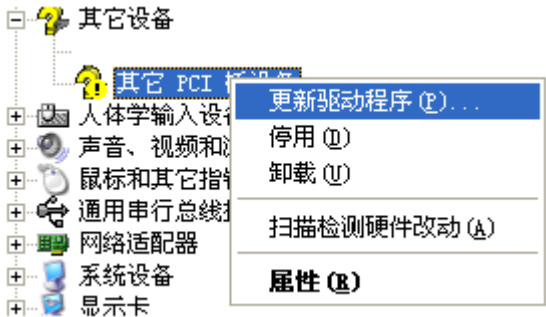 其它设备
其它 PCI
更新驱动程序(P)...
人体学输入设
停用(D)
声音、视频和
卸载(U)
鼠标和其它指
通用串行总线
扫描检测硬件改动(A)
网络适配器
系统设备
属性(R)
显示卡